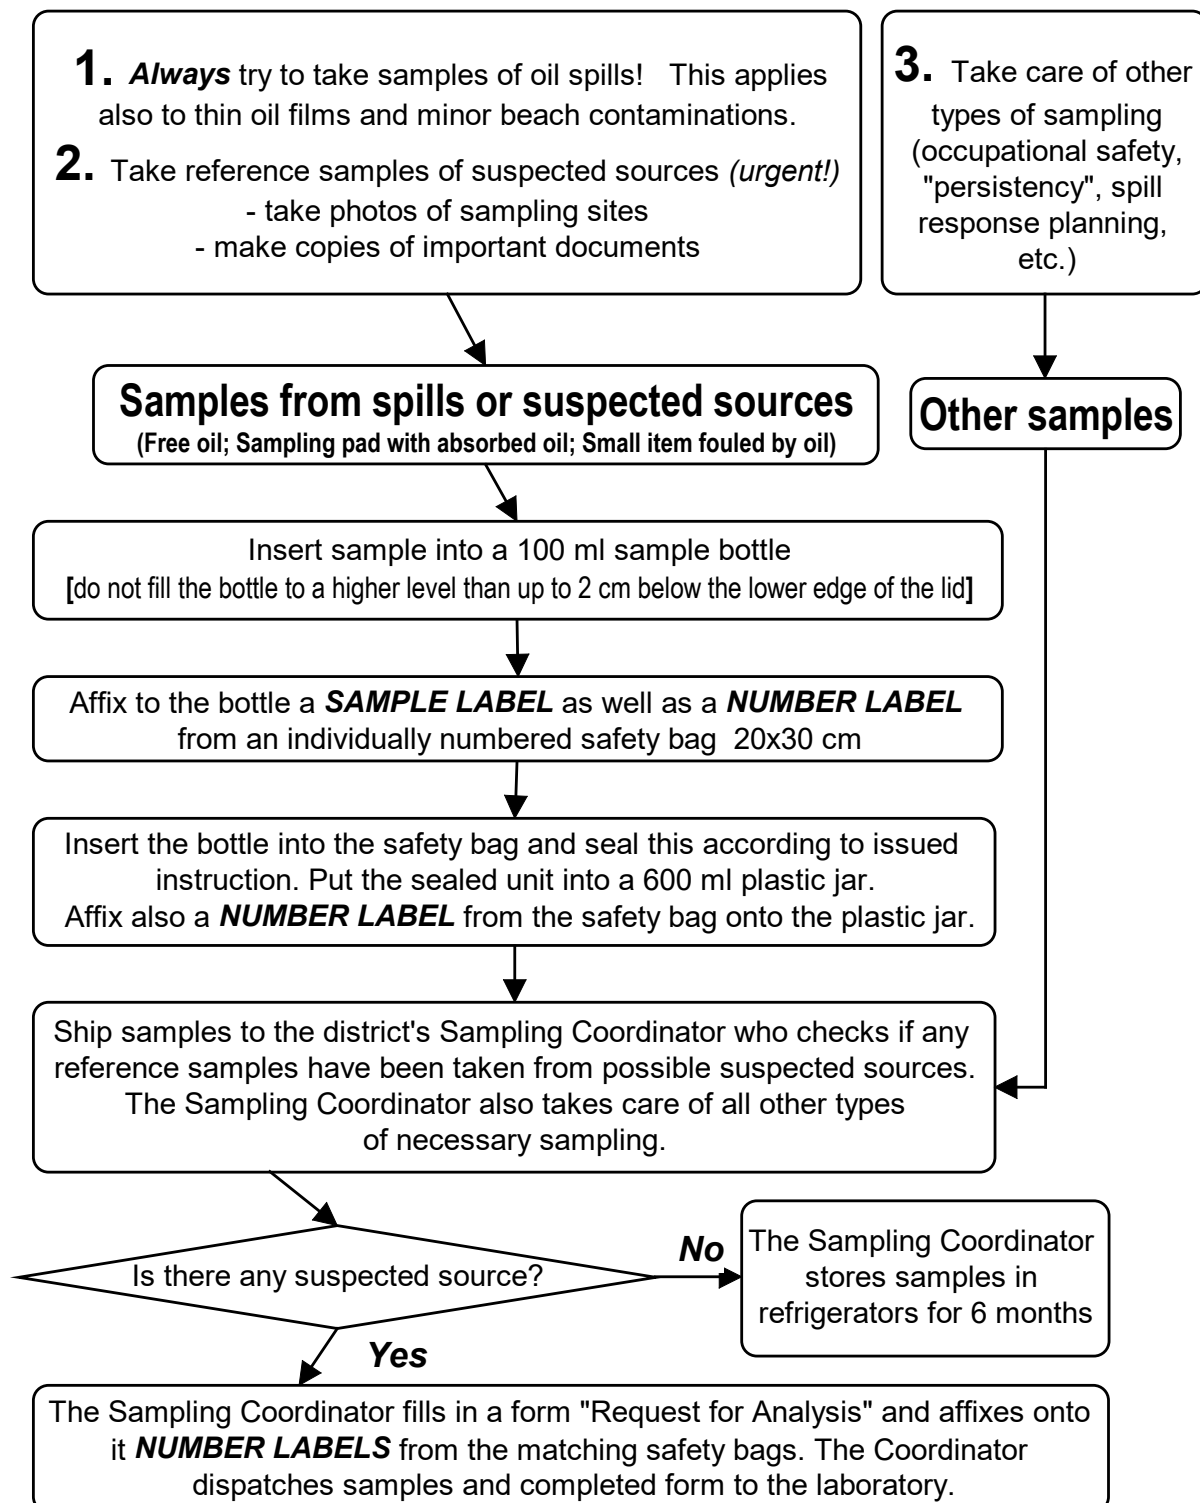 1. Always try to take samples of oil spills! This applies
also to thin oil films and minor beach contaminations.
2. Take reference samples of suspected sources (urgent!)
- take photos of sampling sites
- make copies of important documents
3. Take care of other
types of sampling
(occupational safety,
"persistency", spill
response planning,
etc.)
Samples from spills or suspected sources
(Free oil; Sampling pad with absorbed oil; Small item fouled by oil)
Other samples
Insert sample into a 100 ml sample bottle
[do not fill the bottle to a higher level than up to 2 cm below the lower edge of the lid]
Affix to the bottle a SAMPLE LABEL as well as a NUMBER LABEL
from an individually numbered safety bag 20x30 cm
Insert the bottle into the safety bag and seal this according to issued
instruction. Put the sealed unit into a 600 ml plastic jar.
Affix also a NUMBER LABEL from the safety bag onto the plastic jar.
Ship samples to the district's Sampling Coordinator who checks if any
reference samples have been taken from possible suspected sources.
The Sampling Coordinator also takes care of all other types
of necessary sampling.
Is there any suspected source?
No
The Sampling Coordinator
stores samples in
refrigerators for 6 months
Yes
The Sampling Coordinator fills in a form "Request for Analysis" and affixes onto
it NUMBER LABELS from the matching safety bags. The Coordinator
dispatches samples and completed form to the laboratory.